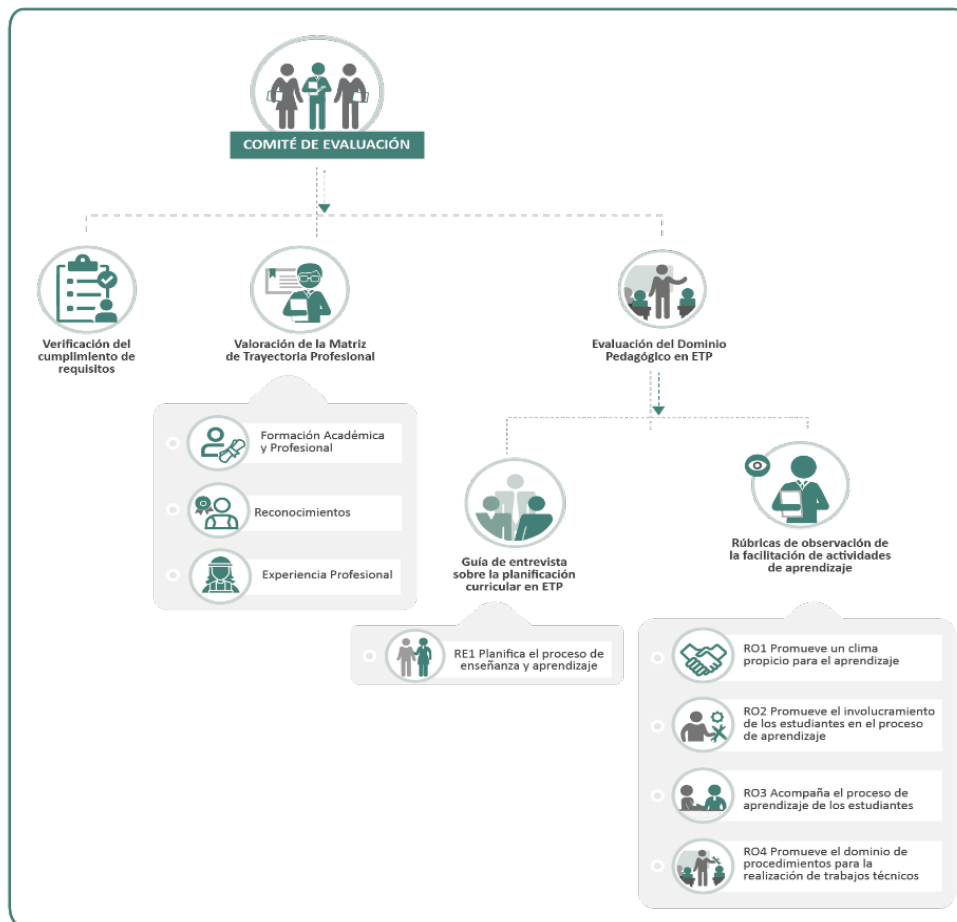 COMITÉ DE EVALUACIÓN
Verificación del
cumplimiento de
requisitos
Valoración de la Matriz
de Trayectoria Profesional
Formación Académica
y Profesional
Reconocimientos
Experiencia Profesional
Evaluación del Dominio
Pedagógico en ETP
Guía de entrevista
sobre la planificación
curricular en ETP
RE1 Planifica el proceso de
enseñanza y aprendizaje
Rúbricas de observación de
la facilitación de actividades
de aprendizaje
RO1 Promueve un clima
propicio para el aprendizaje
RO2 Promueve el involucramiento
de los estudiantes en el proceso
de aprendizaje
RO3 Acompaña el proceso de
aprendizaje de los estudiantes
RO4 Promueve el dominio de
procedimientos para la
realización de trabajos técnicos